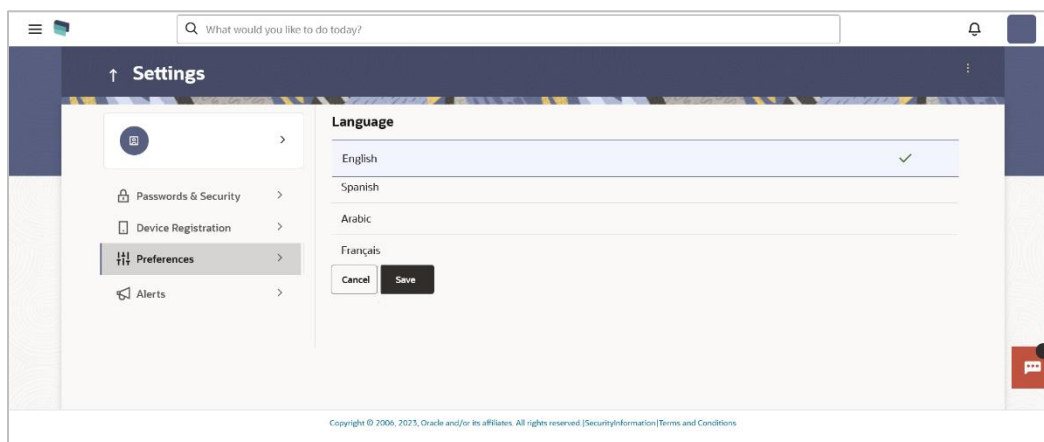 What would you like to do today?
Settings
Passwords & Security
Device Registration
Preferences
Alerts
Language
English
Spanish
Arabic
Français
Cancel Save
Copyright © 2006, 2023, Oracle and/or its affiliates. All rights reserved.|SecurityInformation|Terms and Conditions